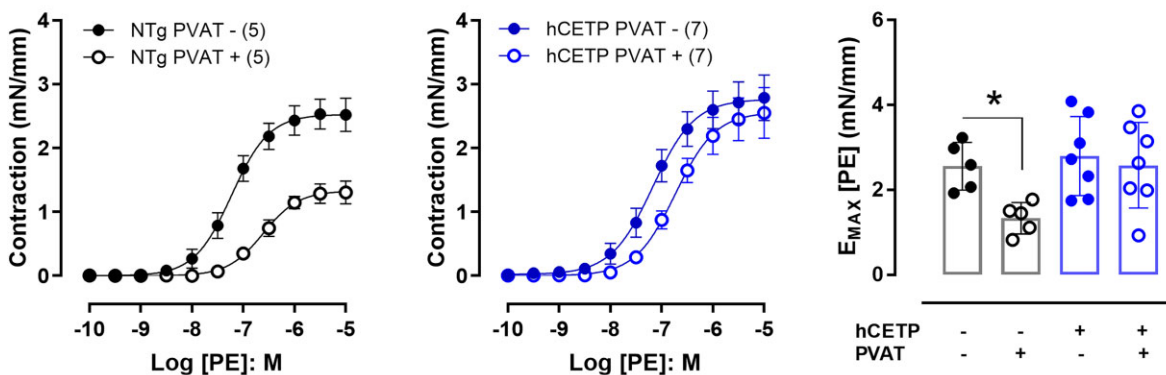 NTg PVAT - (5)
NTg PVAT + (5)
Contraction (mN/mm)
4
3
2
1
0
-10 -9 -8 -7 -6 -5
Log [PE]: M
hCETP PVAT - (7)
hCETP PVAT + (7)
Contraction (mN/mm)
4
3
2
1
0
-10 -9 -8 -7 -6 -5
Log [PE]: M
EMAX [PE] (mN/mm)
6
4
2
0
*
hCETP - - + +
PVAT - + - +